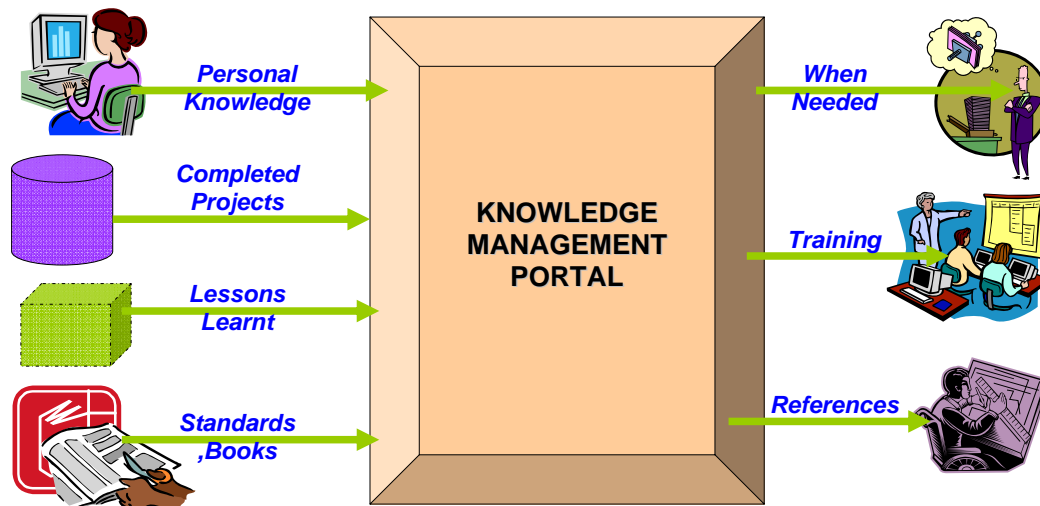 Personal
Knowledge
Completed
Projects
Lessons
Learnt
Standards
,Books
KNOWLEDGE
MANAGEMENT
PORTAL
When
Needed
Training
References